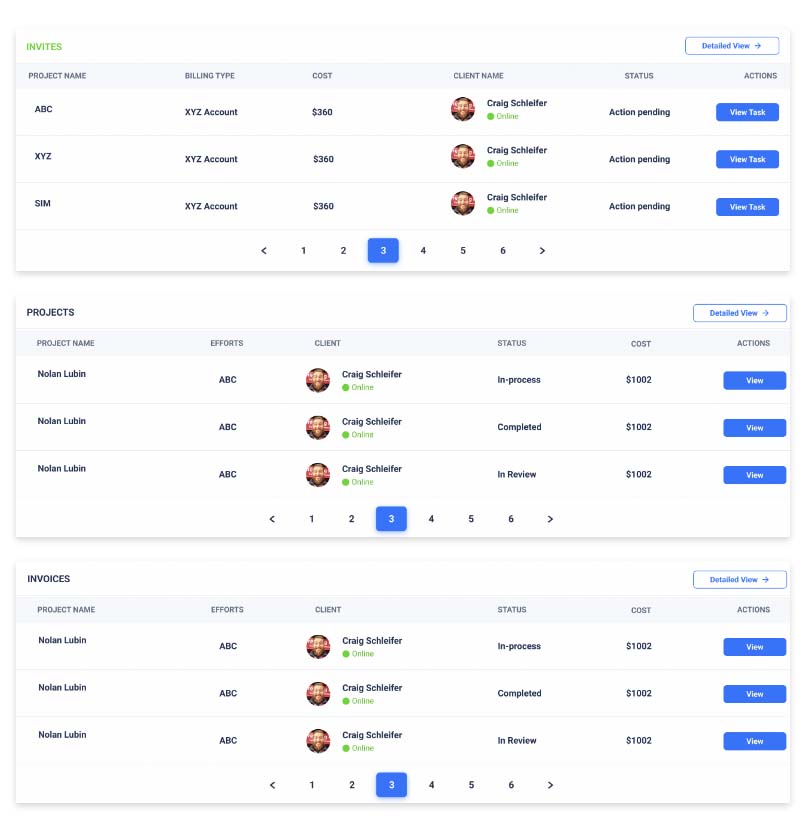 INVITES
Detailed View →
PROJECT NAME BILLING TYPE COST CLIENT NAME STATUS ACTIONS
ABC XYZ Account $360 Craig Schleifer Action pending View Task
Online
XYZ XYZ Account $360 Craig Schleifer Action pending View Task
Online
SIM XYZ Account $360 Craig Schleifer Action pending View Task
Online
< 1 2 3 4 5 6 >
PROJECTS
Detailed View →
PROJECT NAME EFFORTS CLIENT STATUS COST ACTIONS
Nolan Lubin ABC Craig Schleifer In-process $1002 View
Online
Nolan Lubin ABC Craig Schleifer Completed $1002 View
Online
Nolan Lubin ABC Craig Schleifer In Review $1002 View
Online
< 1 2 3 4 5 6 >
INVOICES
Detailed View →
PROJECT NAME EFFORTS CLIENT STATUS COST ACTIONS
Nolan Lubin ABC Craig Schleifer In-process $1002 View
Online
Nolan Lubin ABC Craig Schleifer Completed $1002 View
Online
Nolan Lubin ABC Craig Schleifer In Review $1002 View
Online
< 1 2 3 4 5 6 >